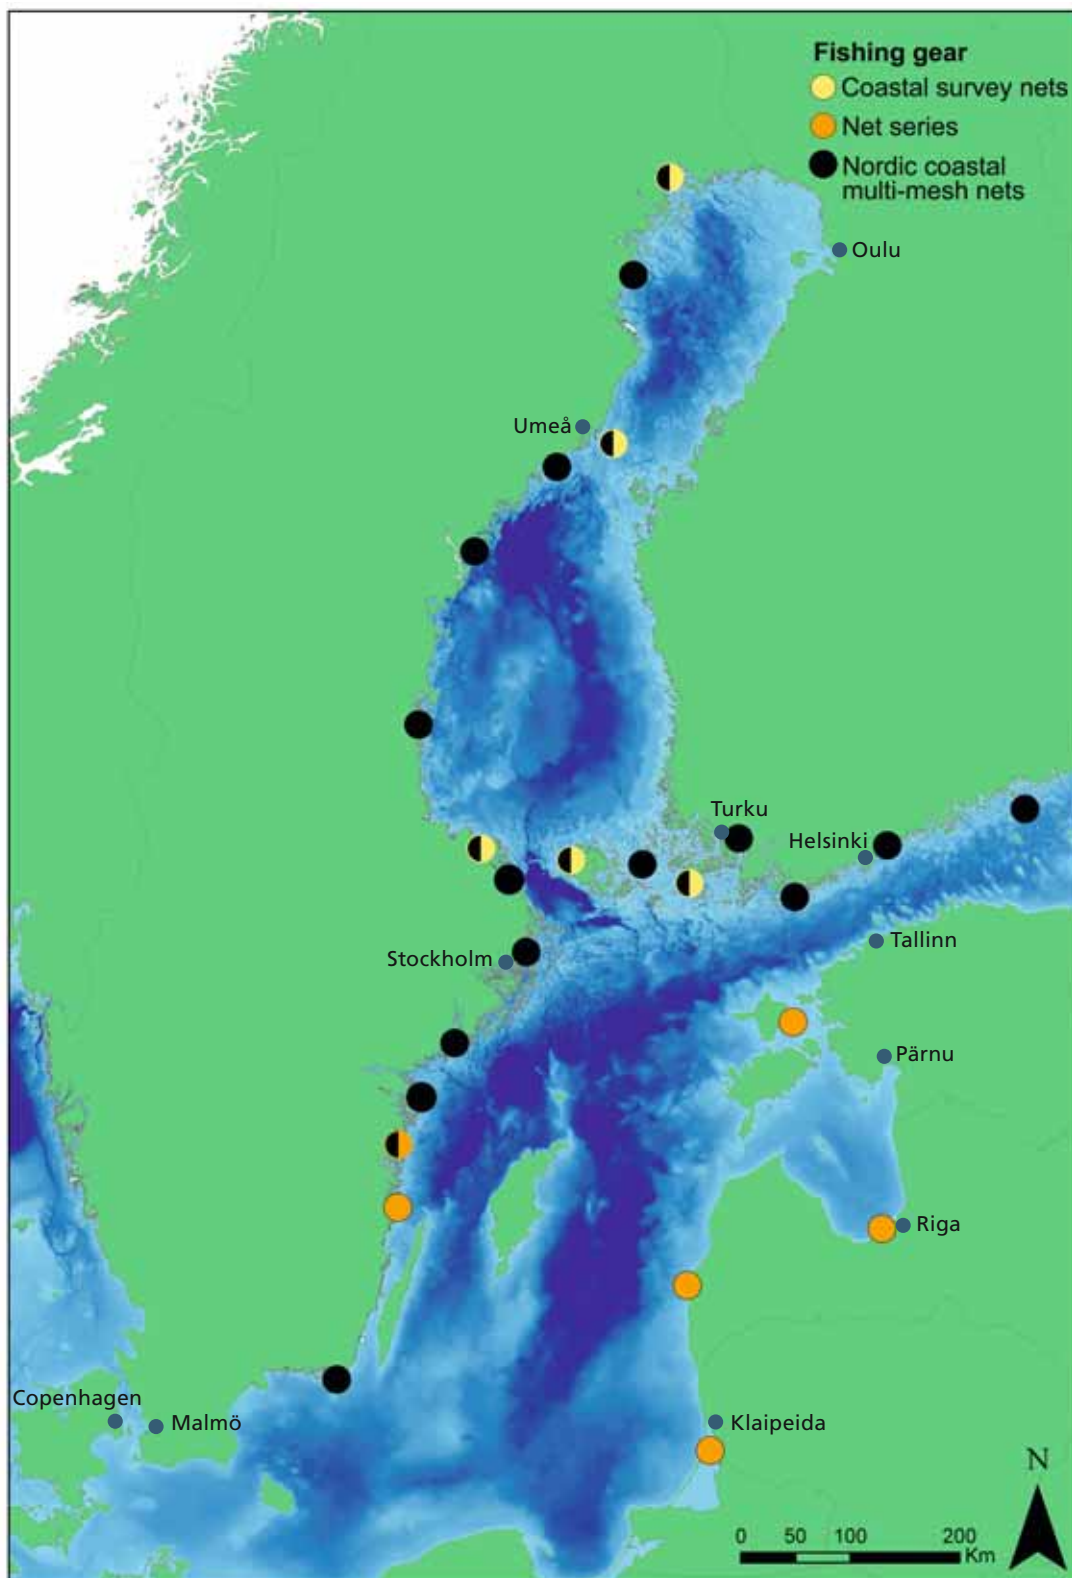 Fishing gear
Coastal survey nets
Net series
Nordic coastal
multi-mesh nets
Oulu
Umeå
Turku
Helsinki
Tallinn
Stockholm
Pärnu
Riga
Copenhagen
Malmö
Klaipeida
N
0 50 100 200
Km